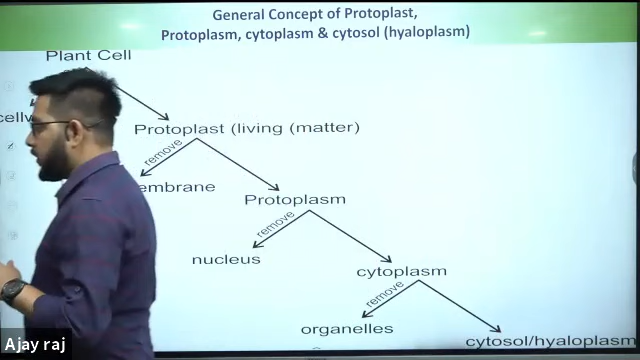 General Concept of Protoplast,
Protoplasm, cytoplasm & cytosol (hyaloplasm)
Plant Cell
Protoplast (living (matter)
remove
Protoplasm
remove
nucleus
cytoplasm
remove
organelles
cytosol/hyaloplasm
Ajay raj